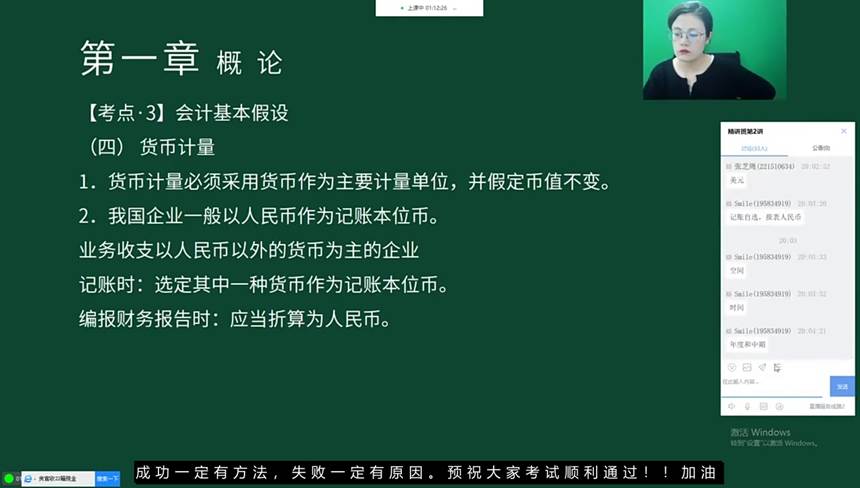 上课中 01:12:26
第一章 概 论
【考点·3】会计基本假设
（四） 货币计量
1．货币计量必须采用货币作为主要计量单位，并假定币值不变。
2．我国企业一般以人民币作为记账本位币。
业务收支以人民币以外的货币为主的企业
记账时：选定其中一种货币作为记账本位币。
编报财务报告时：应当折算为人民币。
精讲班第2讲
公告(0)
张芝琬(221510634) 20:02:52
美元
Smile(195834919) 20:03:20
记账自选，报表人民币
20:03
Smile(195834919) 20:03:33
空间
Smile(195834919) 20:03:52
时间
Smile(195834919) 20:04:21
年度和中期
在此输入内容...
发送
激活 Windows
转到"设置"以激活 Windows。
搜索一下
成功一定有方法，失败一定有原因。预祝大家考试顺利通过！！加油